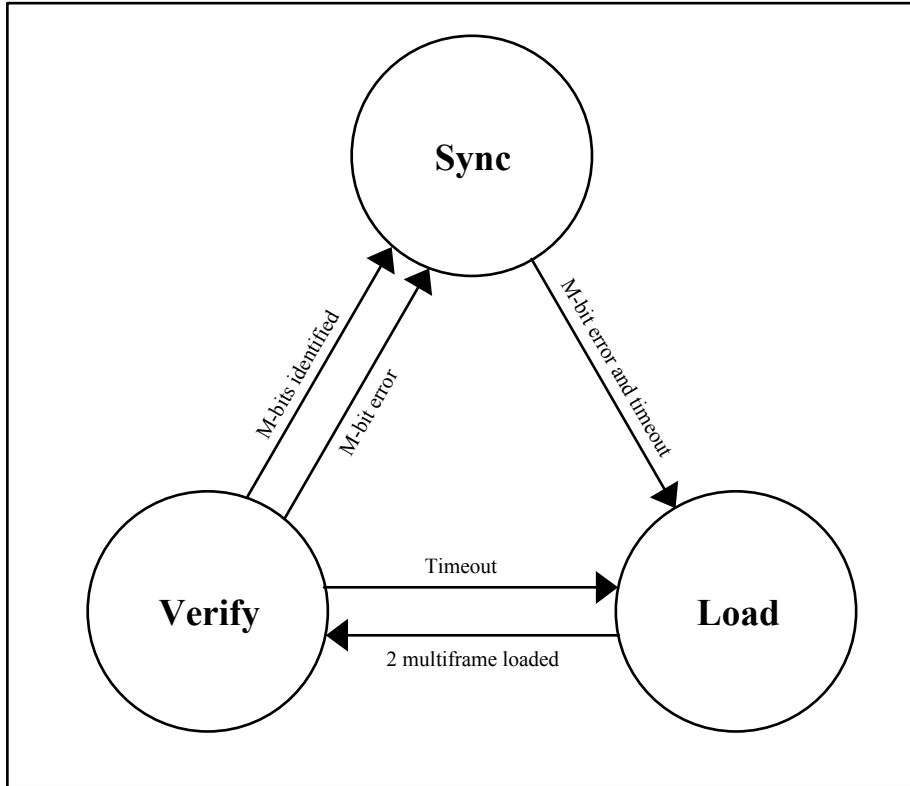 Sync
M-bits identified
M-bit error
M-bit error and timeout
Timeout
Verify
Load
2 multiframe loaded